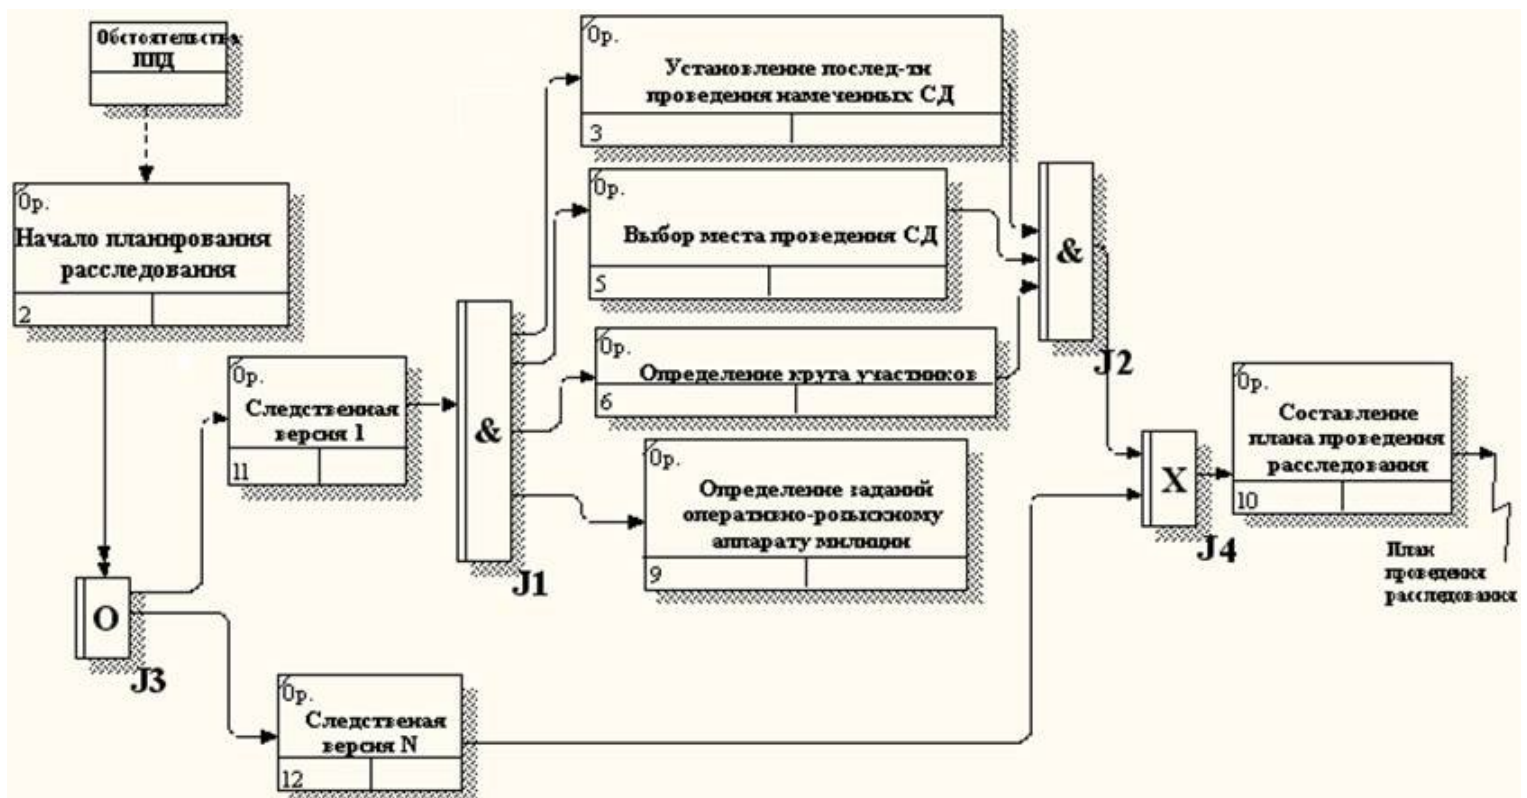 Обстоятельства
ППД
0р.
Начало планирования
расследования
2
0р.
Установление послед-ти
проведения намеченных СД
3
0р.
Выбор места проведения СД
5
0р.
Определение круга участников
6
0р.
Определение заданий
оперативно-розыскному
аппарату милиции
9
0р.
Следственная
версия 1
11
&
J1
&
J2
O
J3
0р.
Следственая
версия N
12
X
J4
0р.
Составление
плана проведения
расследования
10
План
проведения
расследования